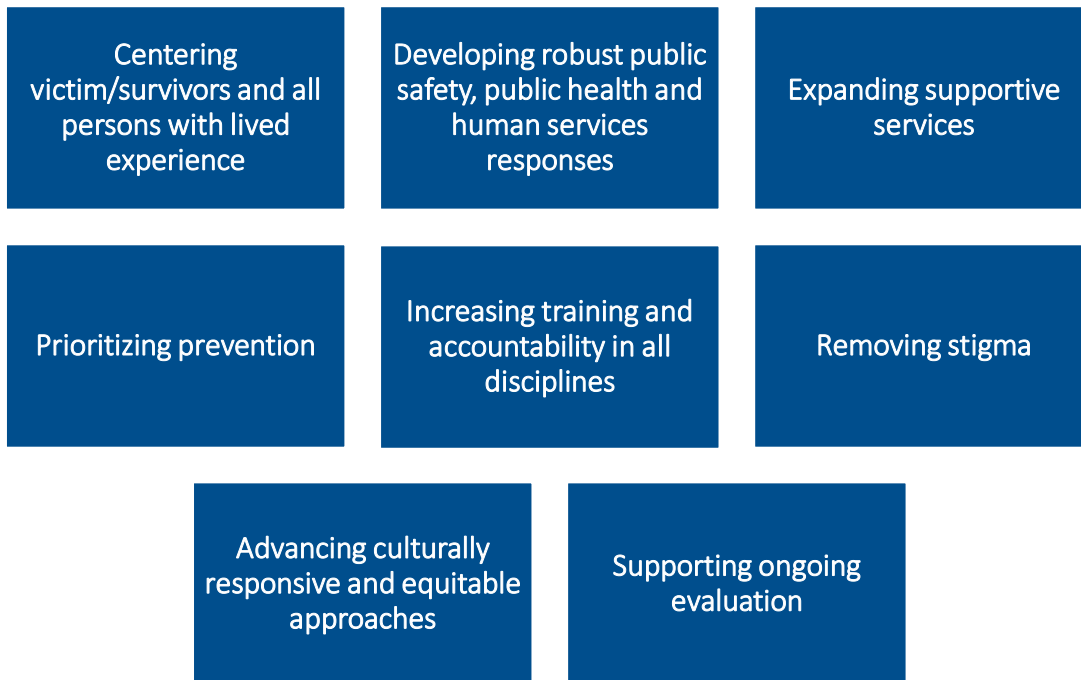 Centering
victim/survivors and all
persons with lived
experience
Developing robust public
safety, public health and
human services
responses
Expanding supportive
services
Prioritizing prevention
Increasing training and
accountability in all
disciplines
Removing stigma
Advancing culturally
responsive and equitable
approaches
Supporting ongoing
evaluation